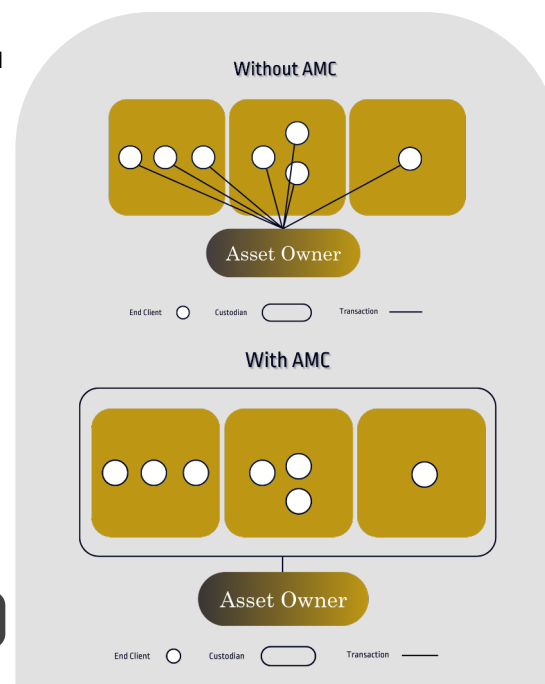 Without AMC
Asset Owner
End Client Custodian Transaction
With AMC
Asset Owner
End Client Custodian Transaction